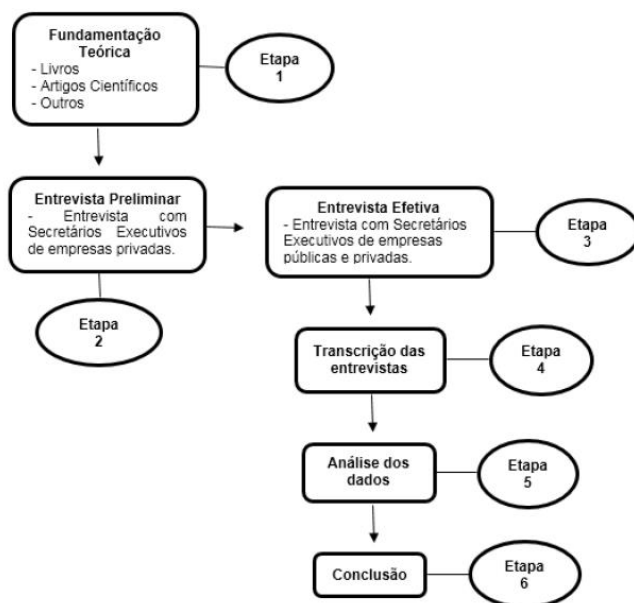 Fundamentação
Teórica
- Livros
- Artigos Científicos
- Outros
Etapa
1
Entrevista Preliminar
- Entrevista com
Secretários Executivos
de empresas privadas.
Etapa
2
Entrevista Efetiva
- Entrevista com Secretários
Executivos de empresas
públicas e privadas.
Etapa
3
Transcrição das
entrevistas
Etapa
4
Análise dos
dados
Etapa
5
Conclusão
Etapa
6